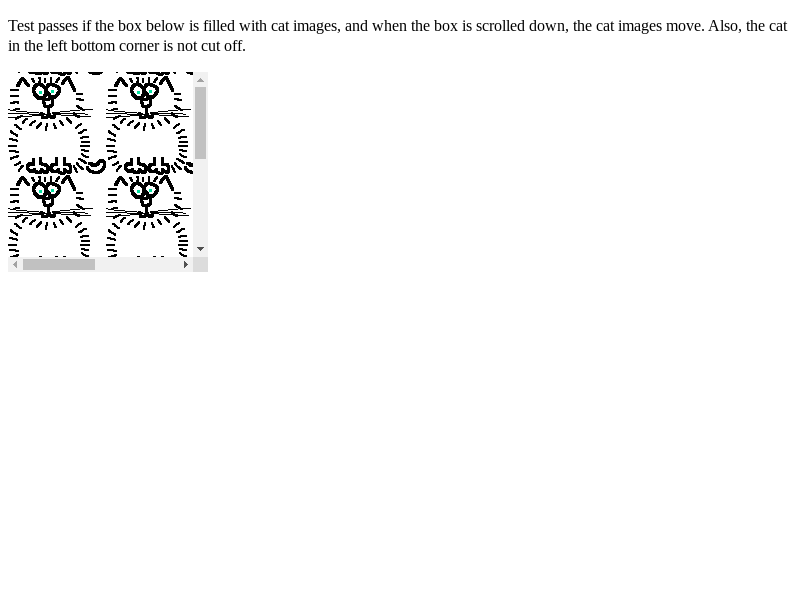 Test passes if the box below is filled with cat images, and when the box is scrolled down, the cat images move. Also, the cat
in the left bottom corner is not cut off.